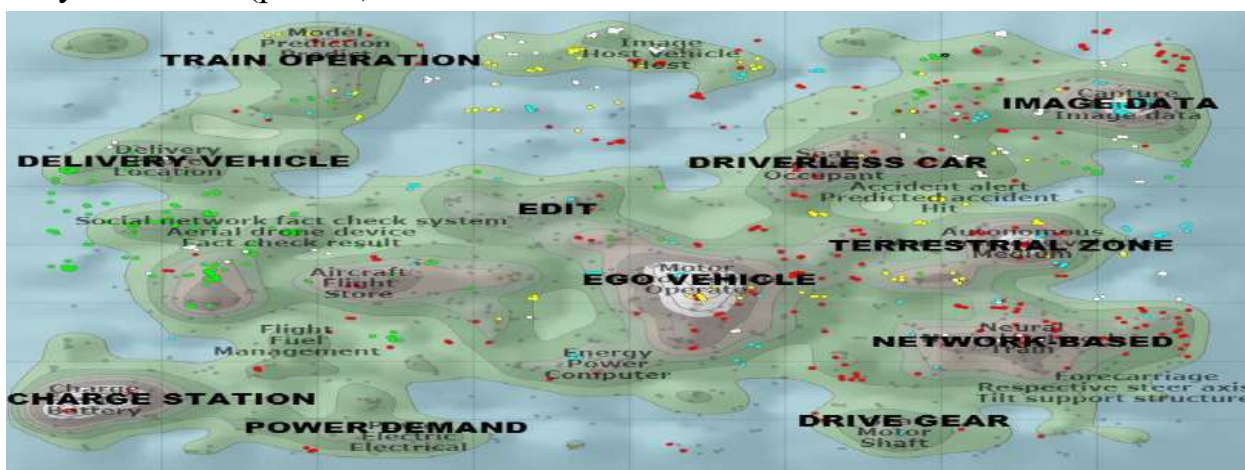 Model
Prediction
TRAIN OPERATION
Image
Host Vehicle
Host
Capture
IMAGE DATA
Image data
Delivery
DELIVERY VEHICLE
Location
DRIVERLESS CAR
Occupant
Accident alert
Predicted accident
Hit
EDIT
Social network fact check system
Aerial drone device
Fact check result
Autonomous
TERRESTRIAL ZONE
Medium
Aircraft
Flight
Store
Motor
EGO VEHICLE
Operate
Flight
Fuel
Management
Neural
NETWORK-BASED
Train
Energy
Power
Computer
Forecarriage
Respective steer axis
Tilt support structure
Charge
CHARGE STATION
Battery
POWER DEMAND
Electric
Electrical
DRIVE GEAR
Motor
Shaft